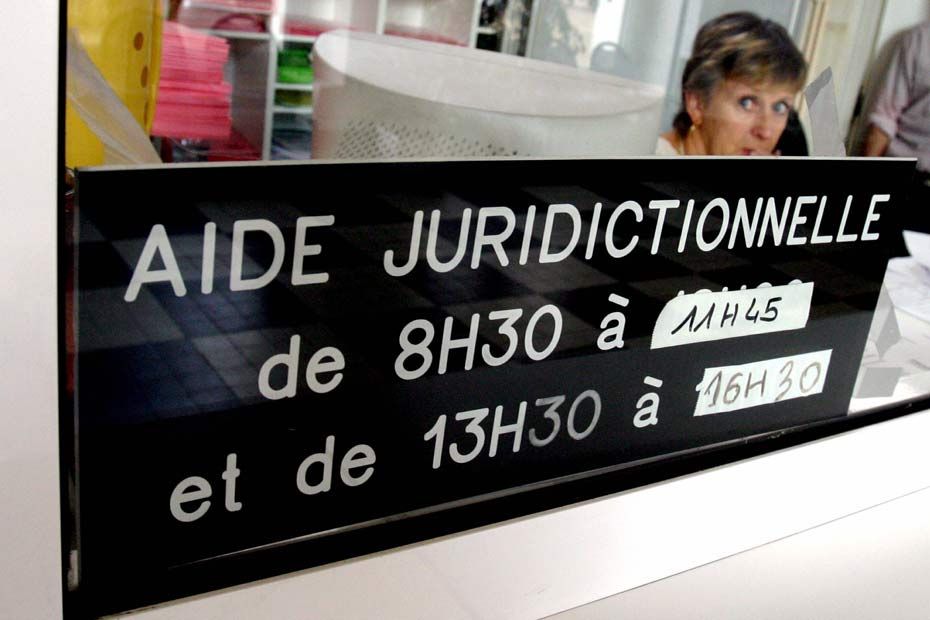 AIDE JURIDICTIONNELLE
de 8H30 à 11H45
et de 13H30 à 16H30